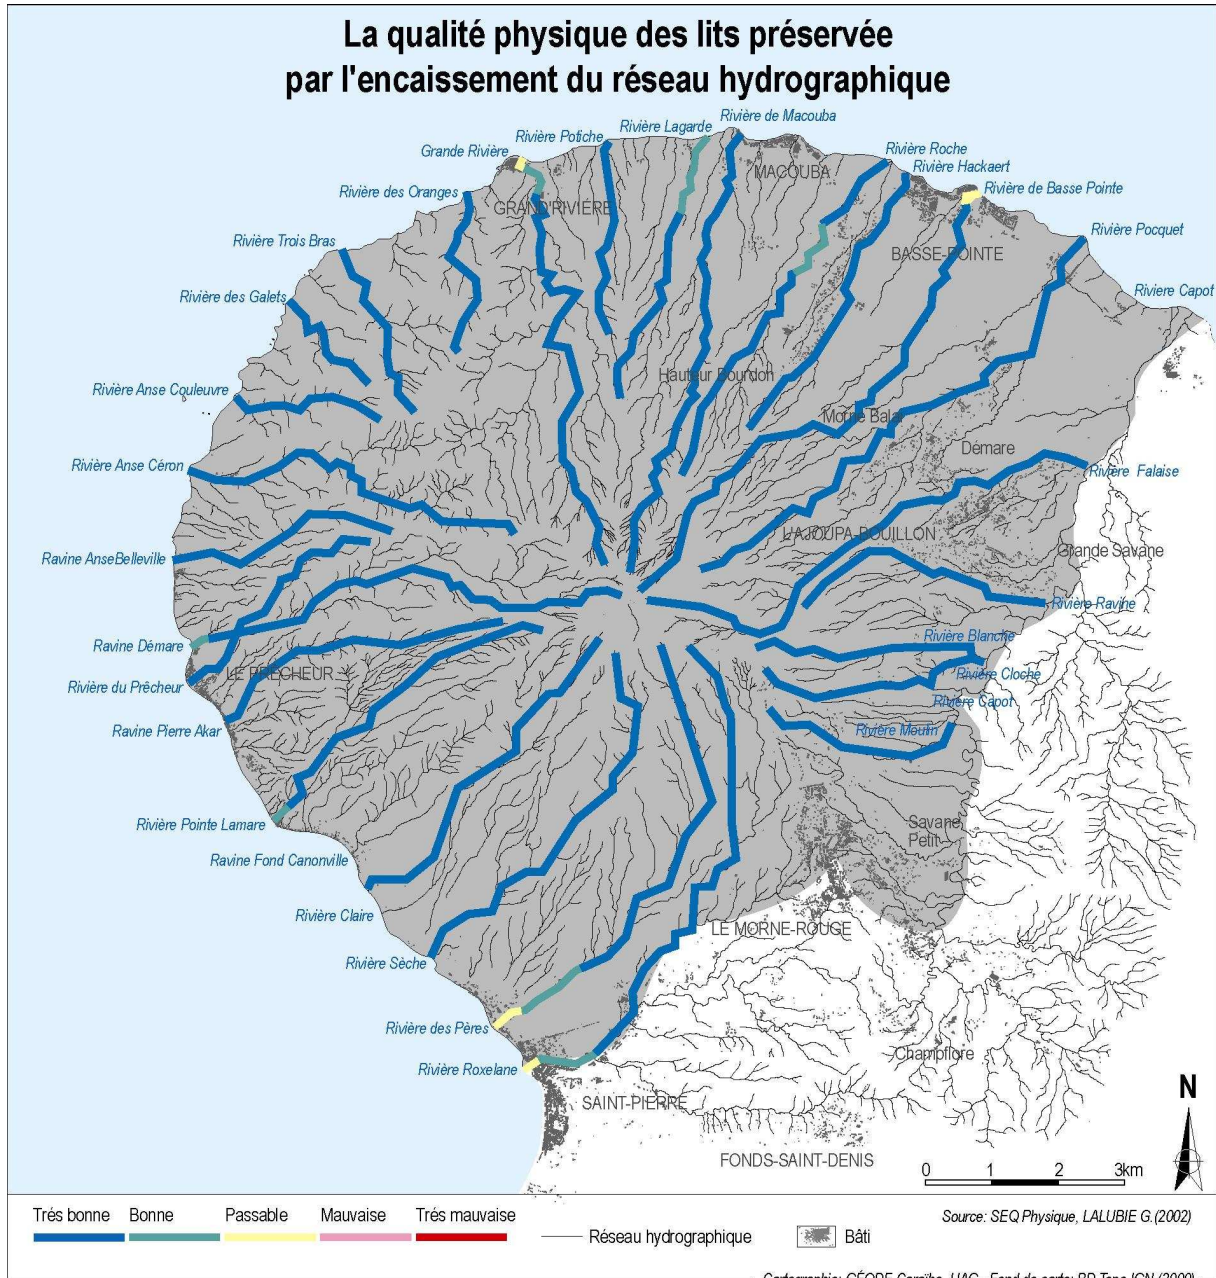 La qualité physique des lits préservée
par l'encaissement du réseau hydrographique
Rivière de Macouba
Rivière Lagarde
Rivière Potiche
Grande Rivière
Rivière Roche
Rivière Hackaert
MACOUBA
Rivière des Oranges
Rivière de Basse Pointe
GRAND'RIVIÈRE
Rivière Pocquet
Rivière Trois Bras
BASSE-POINTE
Rivière des Galets
Riviere Capot
Hauteur Bourdon
Rivière Anse Couleuvre
Morne Balai
Démare
Rivière Anse Céron
Rivière Falaise
L'AJOUPA-BOUILLON
Grande Savane
Ravine AnseBelleville
Rivière Ravine
Rivière Blanche
Ravine Démare
LE PRÊCHEUR
Rivière Cloche
Rivière du Prêcheur
Rivière Capot
Ravine Pierre Akar
Rivière Moulin
Rivière Pointe Lamare
Savane
Petit
Ravine Fond Canonville
Rivière Claire
LE MORNE-ROUGE
Rivière Sèche
Rivière des Pères
Champflore
Rivière Roxelane
N
SAINT-PIERRE
FONDS-SAINT-DENIS
0 1 2 3km
Trés bonne Bonne Passable Mauvaise Trés mauvaise
Réseau hydrographique
Bâti
Source: SEQ Physique, LALUBIE G.(2002)